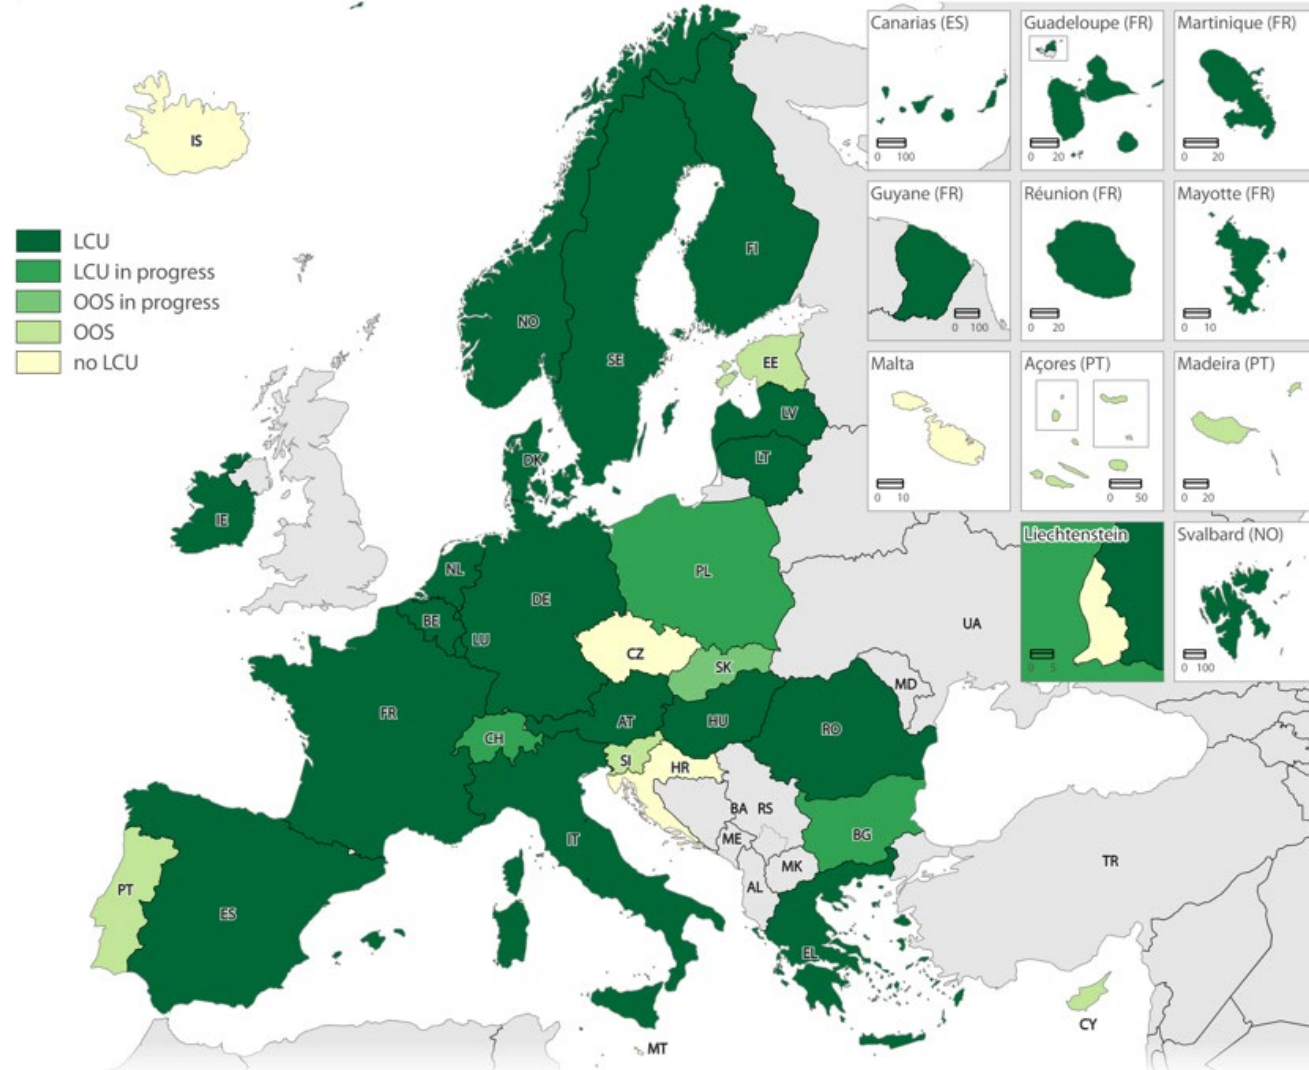 LCU
LCU in progress
OOS in progress
OOS
no LCU
IS
NO
SE
FI
EE
LV
LT
DK
IE
NL
BE
LU
DE
PL
CZ
SK
UA
MD
FR
CH
AT
HU
RO
SI
HR
BA
RS
ME
MK
AL
BG
TR
IT
PT
ES
EL
CY
MT
Canarias (ES)
0 100
Guadeloupe (FR)
0 20
Martinique (FR)
0 20
Guyane (FR)
0 100
Réunion (FR)
0 20
Mayotte (FR)
0 10
Malta
0 10
Açores (PT)
0 50
Madeira (PT)
0 20
Liechtenstein
0 5
Svalbard (NO)
0 100